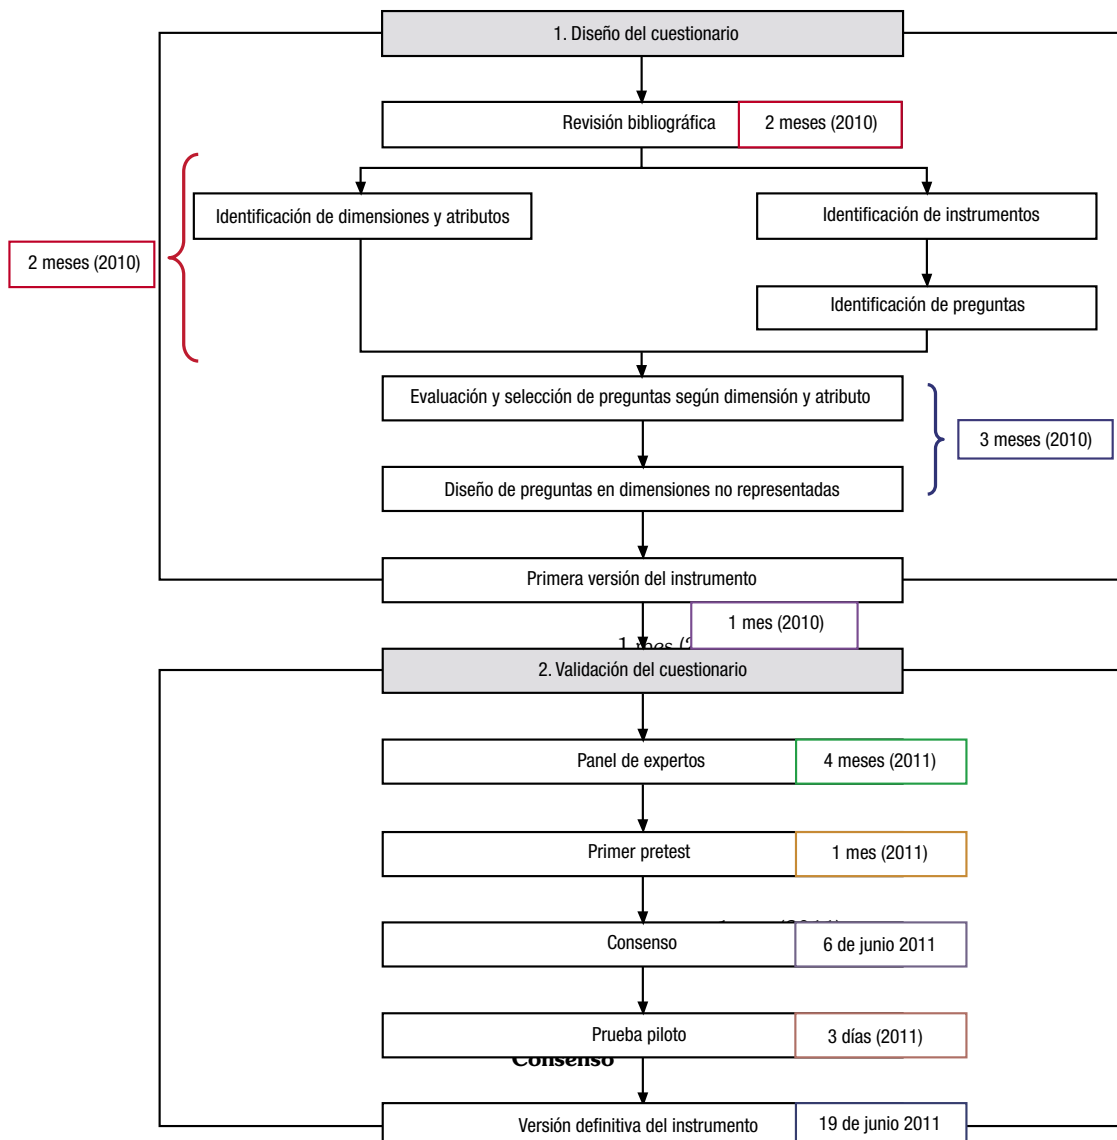 1. Diseño del cuestionario
Revisión bibliográfica
2 meses (2010)
Identificación de dimensiones y atributos
Identificación de instrumentos
2 meses (2010)
Identificación de preguntas
Evaluación y selección de preguntas según dimensión y atributo
3 meses (2010)
Diseño de preguntas en dimensiones no representadas
Primera versión del instrumento
1 mes (2010)
1 mes (2
2. Validación del cuestionario
Panel de expertos
4 meses (2011)
Primer pretest
1 mes (2011)
Consenso
6 de junio 2011
Prueba piloto
3 días (2011)
Consenso
Versión definitiva del instrumento
19 de junio 2011